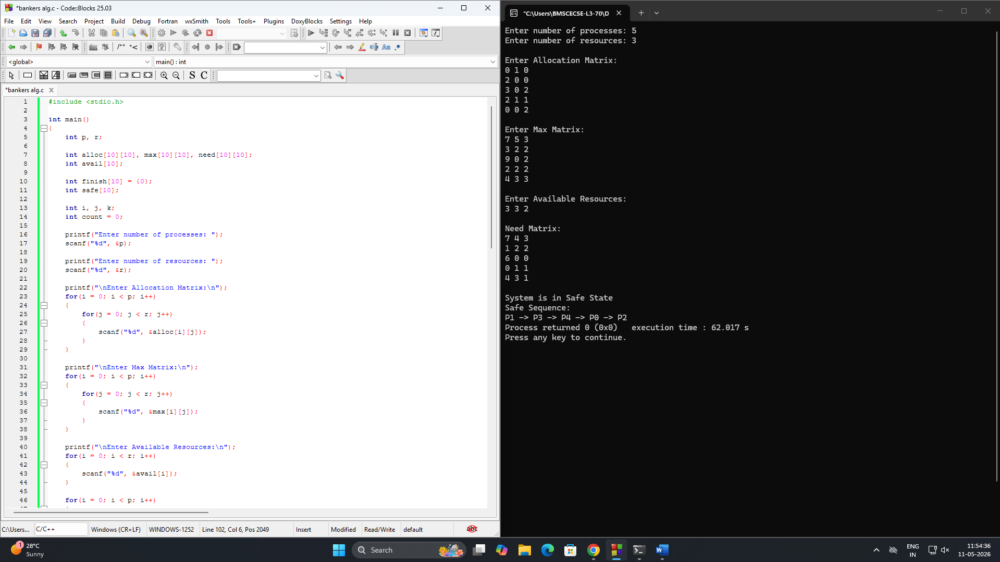 *bankers alg.c - Code::Blocks 25.03
File Edit View Search Project Build Debug Fortran wxSmith Tools Tools+ Plugins DoxyBlocks Settings Help
/** *<
Aa .*
<global>
main() : int
S C
*bankers alg.c
1 #include <stdio.h>
2
3 int main()
4 {
5 int p, r;
6
7 int alloc[10][10], max[10][10], need[10][10];
8 int avail[10];
9
10 int finish[10] = {0};
11 int safe[10];
12
13 int i, j, k;
14 int count = 0;
15
16 printf("Enter number of processes: ");
17 scanf("%d", &p);
18
19 printf("Enter number of resources: ");
20 scanf("%d", &r);
21
22 printf("\nEnter Allocation Matrix:\n");
23 for(i = 0; i < p; i++)
24 {
25 for(j = 0; j < r; j++)
26 {
27 scanf("%d", &alloc[i][j]);
28 }
29 }
30
31 printf("\nEnter Max Matrix:\n");
32 for(i = 0; i < p; i++)
33 {
34 for(j = 0; j < r; j++)
35 {
36 scanf("%d", &max[i][j]);
37 }
38 }
39
40 printf("\nEnter Available Resources:\n");
41 for(i = 0; i < r; i++)
42 {
43 scanf("%d", &avail[i]);
44 }
45
46 for(i = 0; i < p; i++)
C:\Users... C/C++ Windows (CR+LF) WINDOWS-1252 Line 102, Col 6, Pos 2049 Insert Modified Read/Write default abc
"C:\Users\BMSCECSE-L3-70\D
Enter number of processes: 5
Enter number of resources: 3
Enter Allocation Matrix:
0 1 0
2 0 0
3 0 2
2 1 1
0 0 2
Enter Max Matrix:
7 5 3
3 2 2
9 0 2
2 2 2
4 3 3
Enter Available Resources:
3 3 2
Need Matrix:
7 4 3
1 2 2
6 0 0
0 1 1
4 3 1
System is in Safe State
Safe Sequence:
P1 -> P3 -> P4 -> P0 -> P2
Process returned 0 (0x0) execution time : 62.017 s
Press any key to continue.
1
28°C
Sunny
Search
ENG
IN
11:54:36
11-05-2026